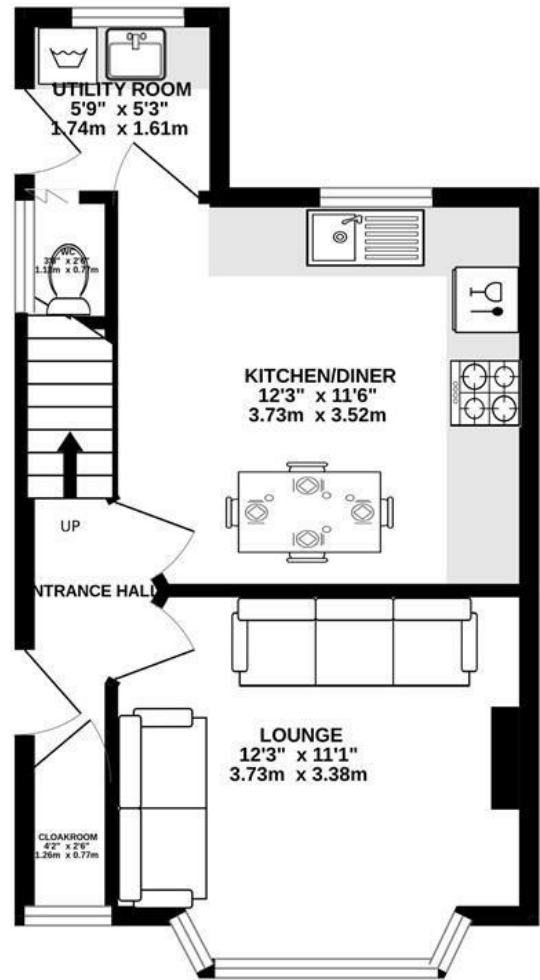 UTILITY ROOM
5'9" x 5'3"
1.74m x 1.61m
WC
KITCHEN/DINER
12'3" x 11'6"
3.73m x 3.52m
UP
NTRANCE HALL
LOUNGE
12'3" x 11'1"
3.73m x 3.38m
CLOAKROOM
4'2" x 2'6"
1.26m x 0.77m